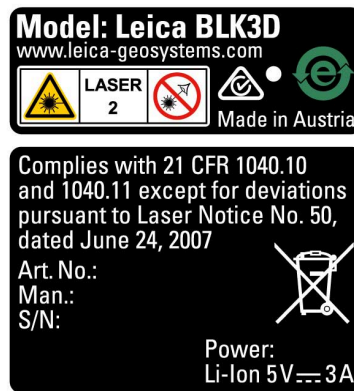 Model: Leica BLK3D
www.leica-geosystems.com
LASER
2
e
Made in Austria
Complies with 21 CFR 1040.10
and 1040.11 except for deviations
pursuant to Laser Notice No. 50,
dated June 24, 2007
Art. No.:
Man.:
S/N:
Power:
Li-Ion 5V⎓3A